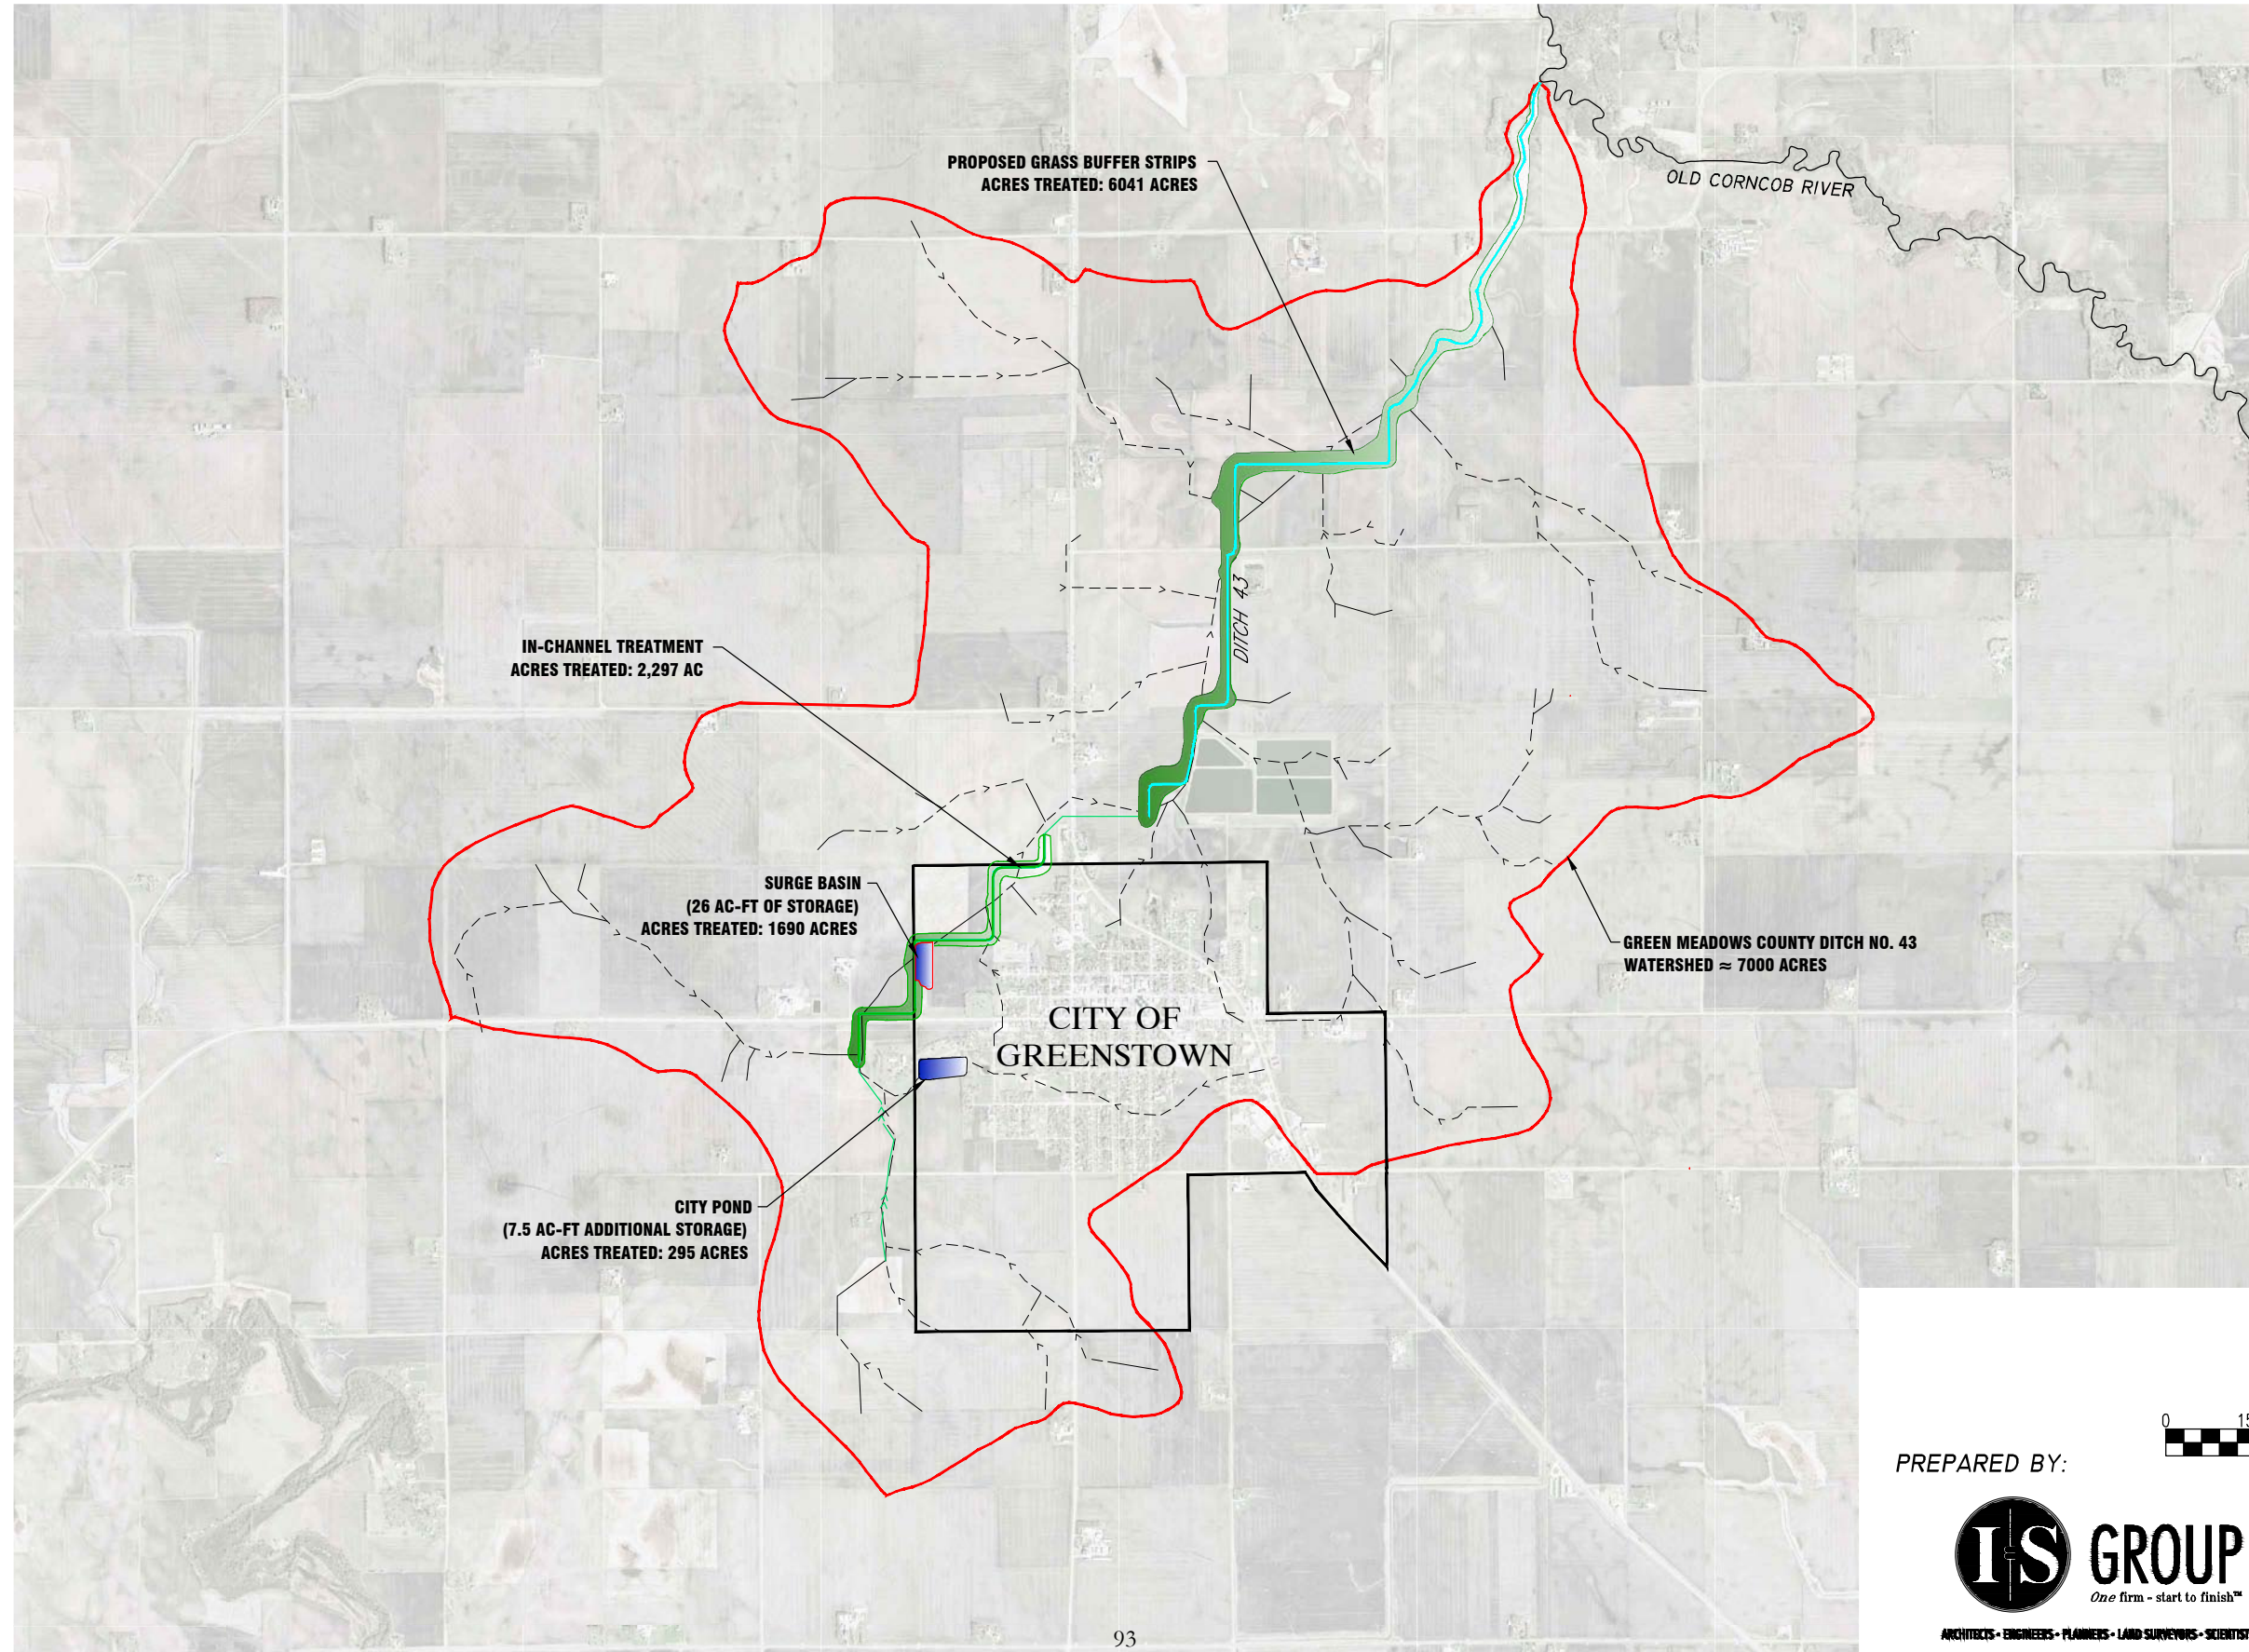 PROPOSED GRASS BUFFER STRIPS
ACRES TREATED: 6041 ACRES
OLD CORNCOB RIVER
DITCH 43
IN-CHANNEL TREATMENT
ACRES TREATED: 2,297 AC
SURGE BASIN
(26 AC-FT OF STORAGE)
ACRES TREATED: 1690 ACRES
GREEN MEADOWS COUNTY DITCH NO. 43
WATERSHED ≈ 7000 ACRES
CITY OF
GREENSTOWN
CITY POND
(7.5 AC-FT ADDITIONAL STORAGE)
ACRES TREATED: 295 ACRES
0 15
PREPARED BY:
I&S GROUP
One firm - start to finish™
ARCHITECTS • ENGINEERS • PLANNERS • LAND SURVEYORS • SCIENTIST
93